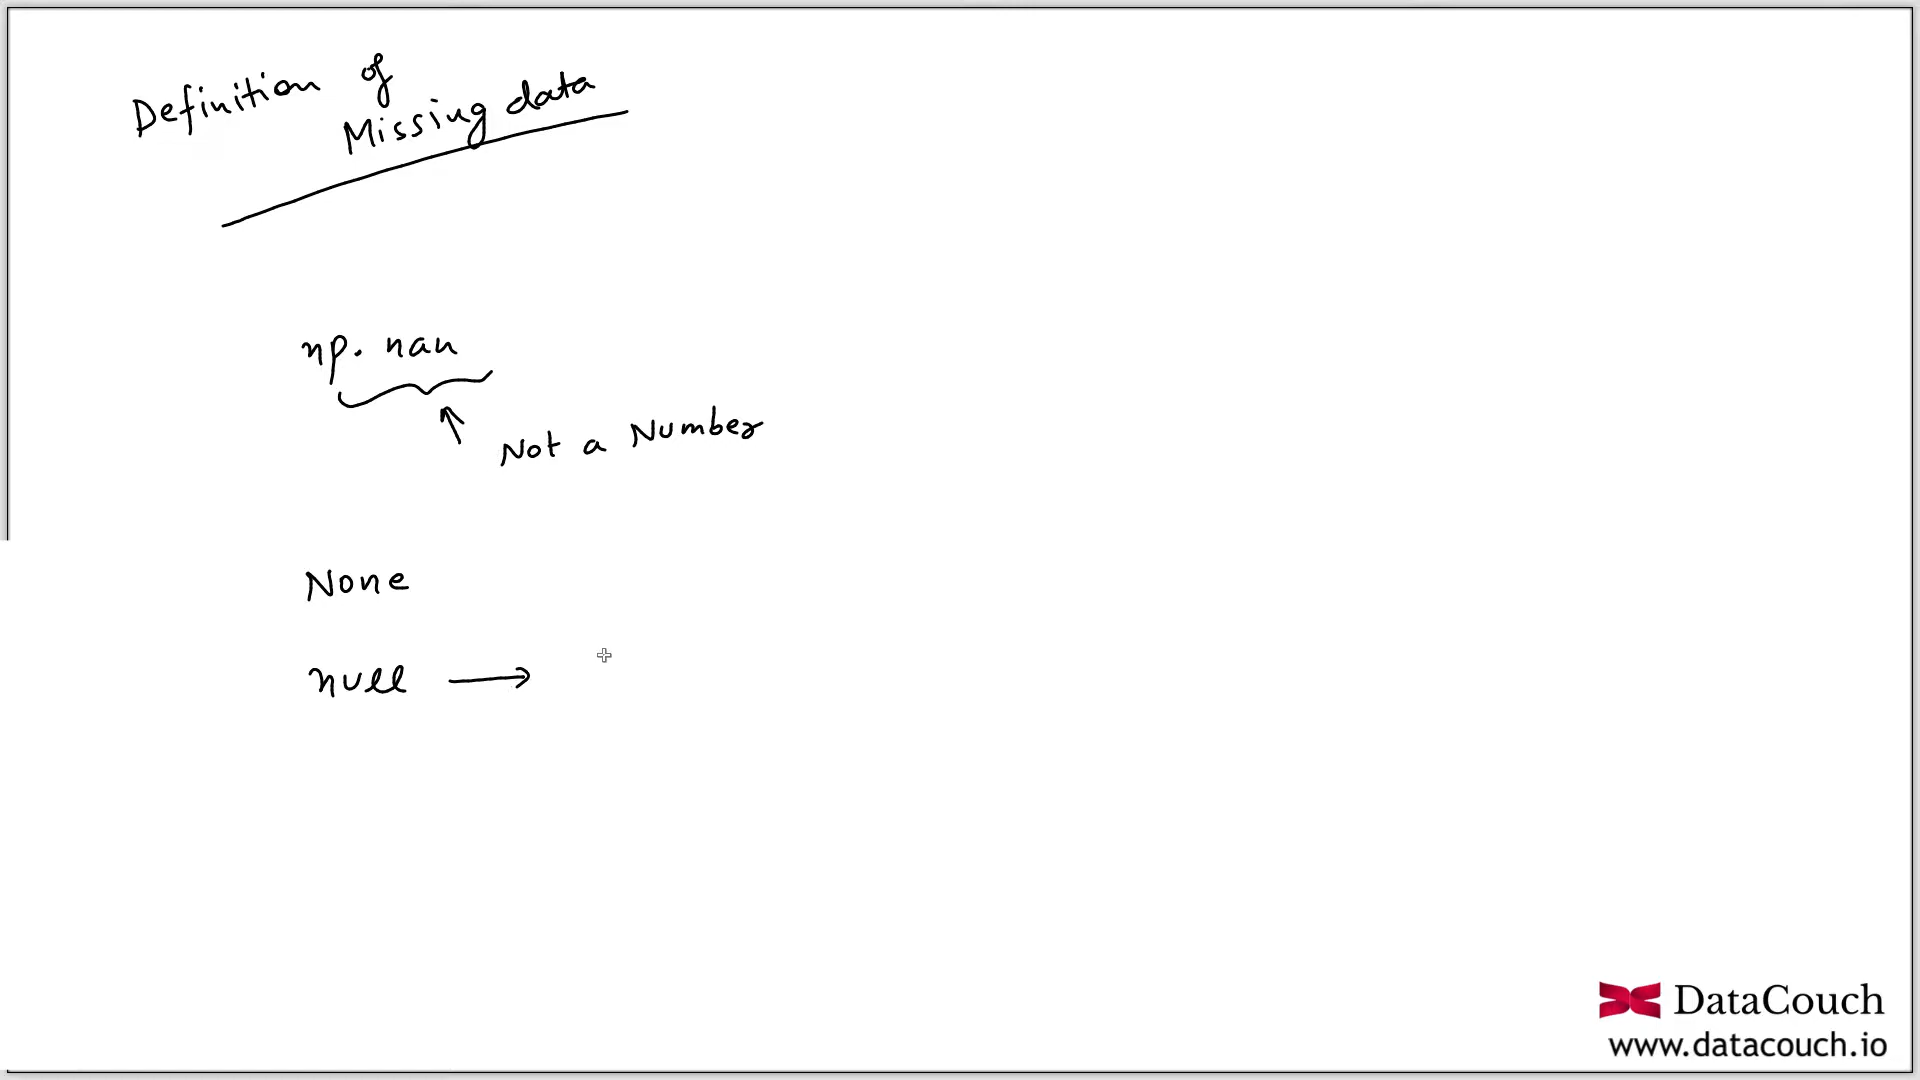 Definition of
Missing data
np. nan
Not a Number
None
null
DataCouch
www.datacouch.io